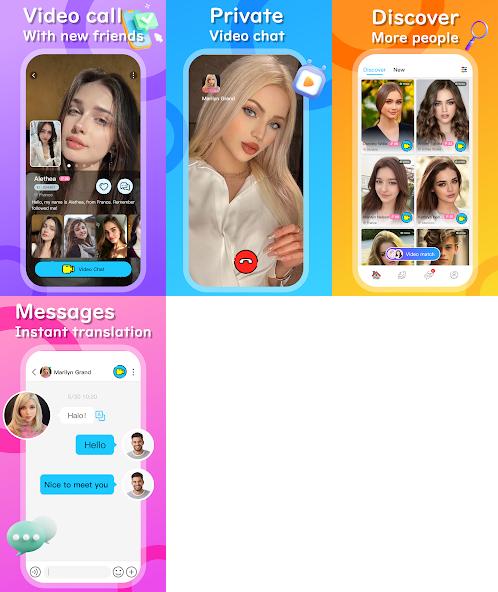 Video call
With new friends
Alethea
France
Hello, my name is Alethea, from France. Remember
followed me!
Video Chat
Private
Video chat
Marilyn Grand
Discover
More people
Discover New
Video match
Messages
Instant translation
Marilyn Grand
5/30 10:20
Halo!
Hello
Nice to meet you